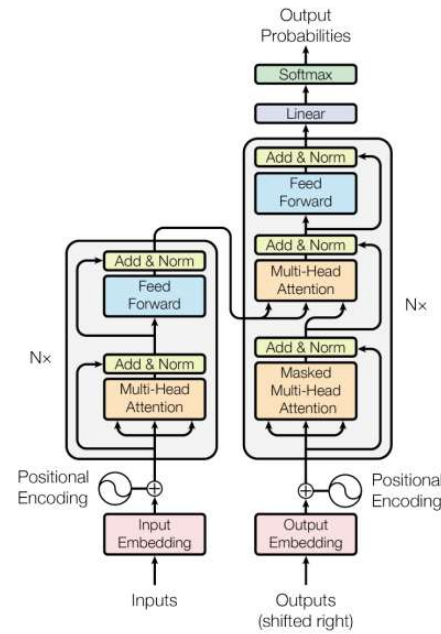 Output
Probabilities
Softmax
Linear
Add & Norm
Feed
Forward
Add & Norm
Multi-Head
Attention
Nx
Add & Norm
Masked
Multi-Head
Attention
Positional
Encoding
Output
Embedding
Outputs
(shifted right)
Add & Norm
Feed
Forward
Nx
Add & Norm
Multi-Head
Attention
Positional
Encoding
Input
Embedding
Inputs